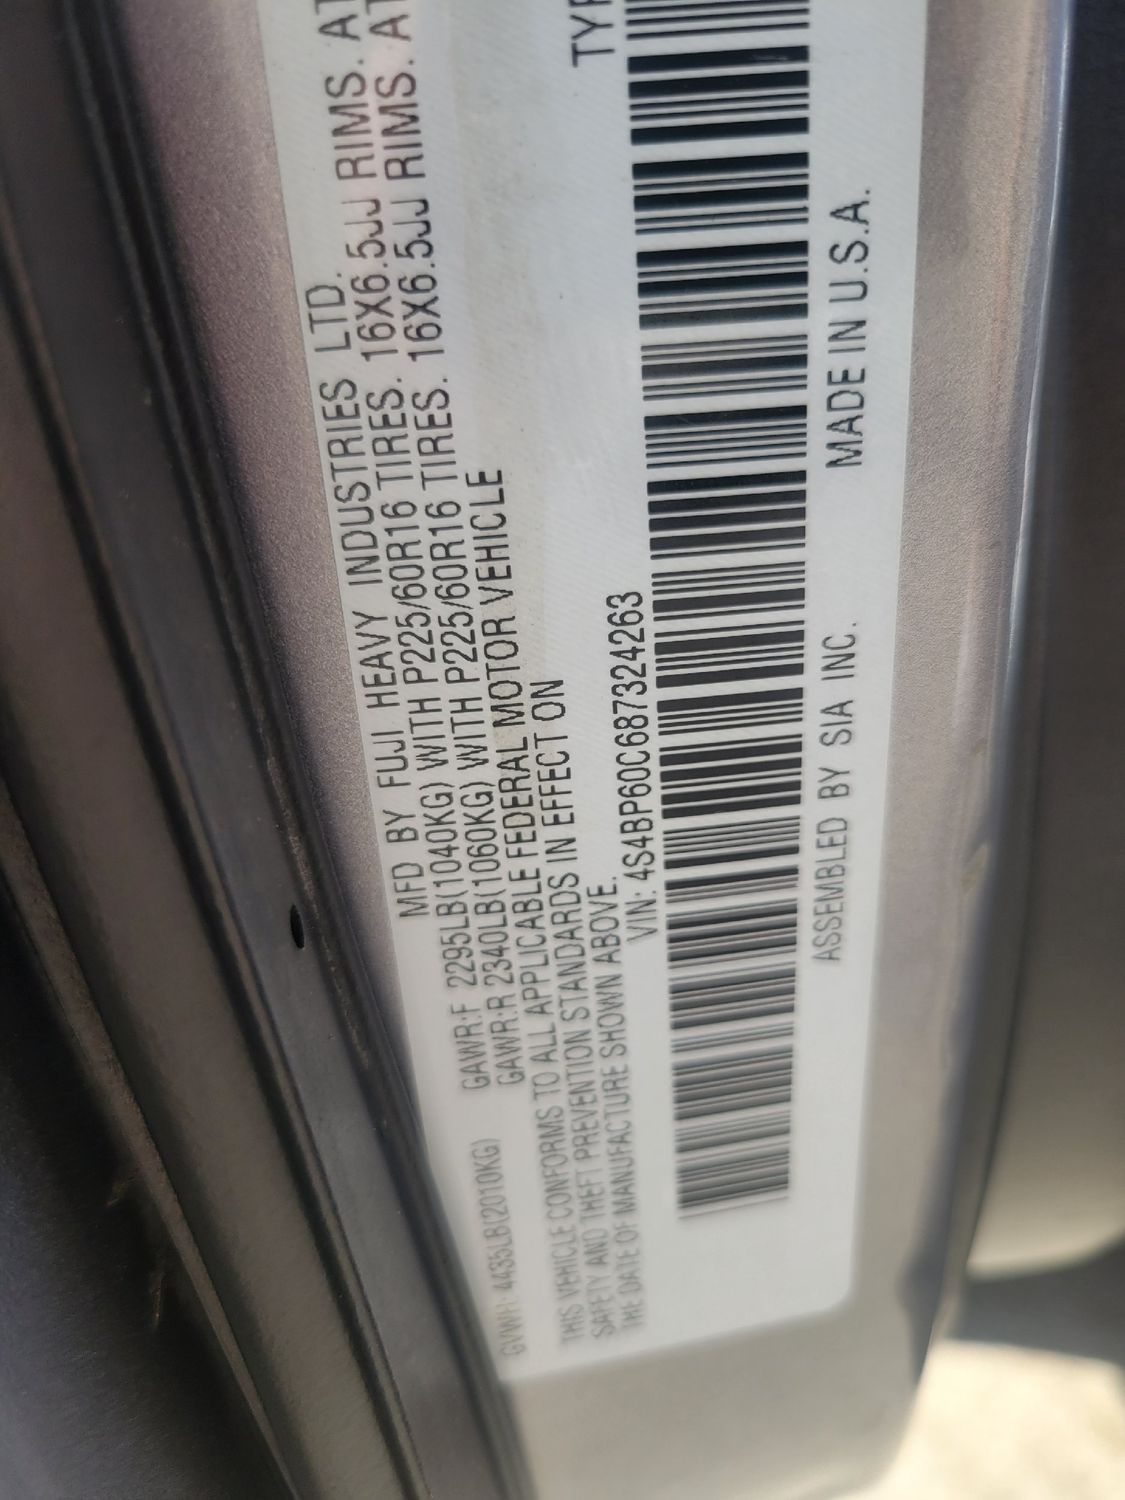 MFD BY FUJI HEAVY INDUSTRIES LTD.
GVWR: 4435LB(2010KG) GAWR:F 2295LB(1040KG) WITH P225/60R16 TIRES. 16X6.5JJ RIMS. AT
GAWR:R 2340LB(1060KG) WITH P225/60R16 TIRES. 16X6.5JJ RIMS. AT
THIS VEHICLE CONFORMS TO ALL APPLICABLE FEDERAL MOTOR VEHICLE
SAFETY AND THEFT PREVENTION STANDARDS IN EFFECT ON
THE DATE OF MANUFACTURE SHOWN ABOVE.
VIN: 4S4BP60C687324263 TYP
ASSEMBLED BY SIA INC. MADE IN U.S.A.